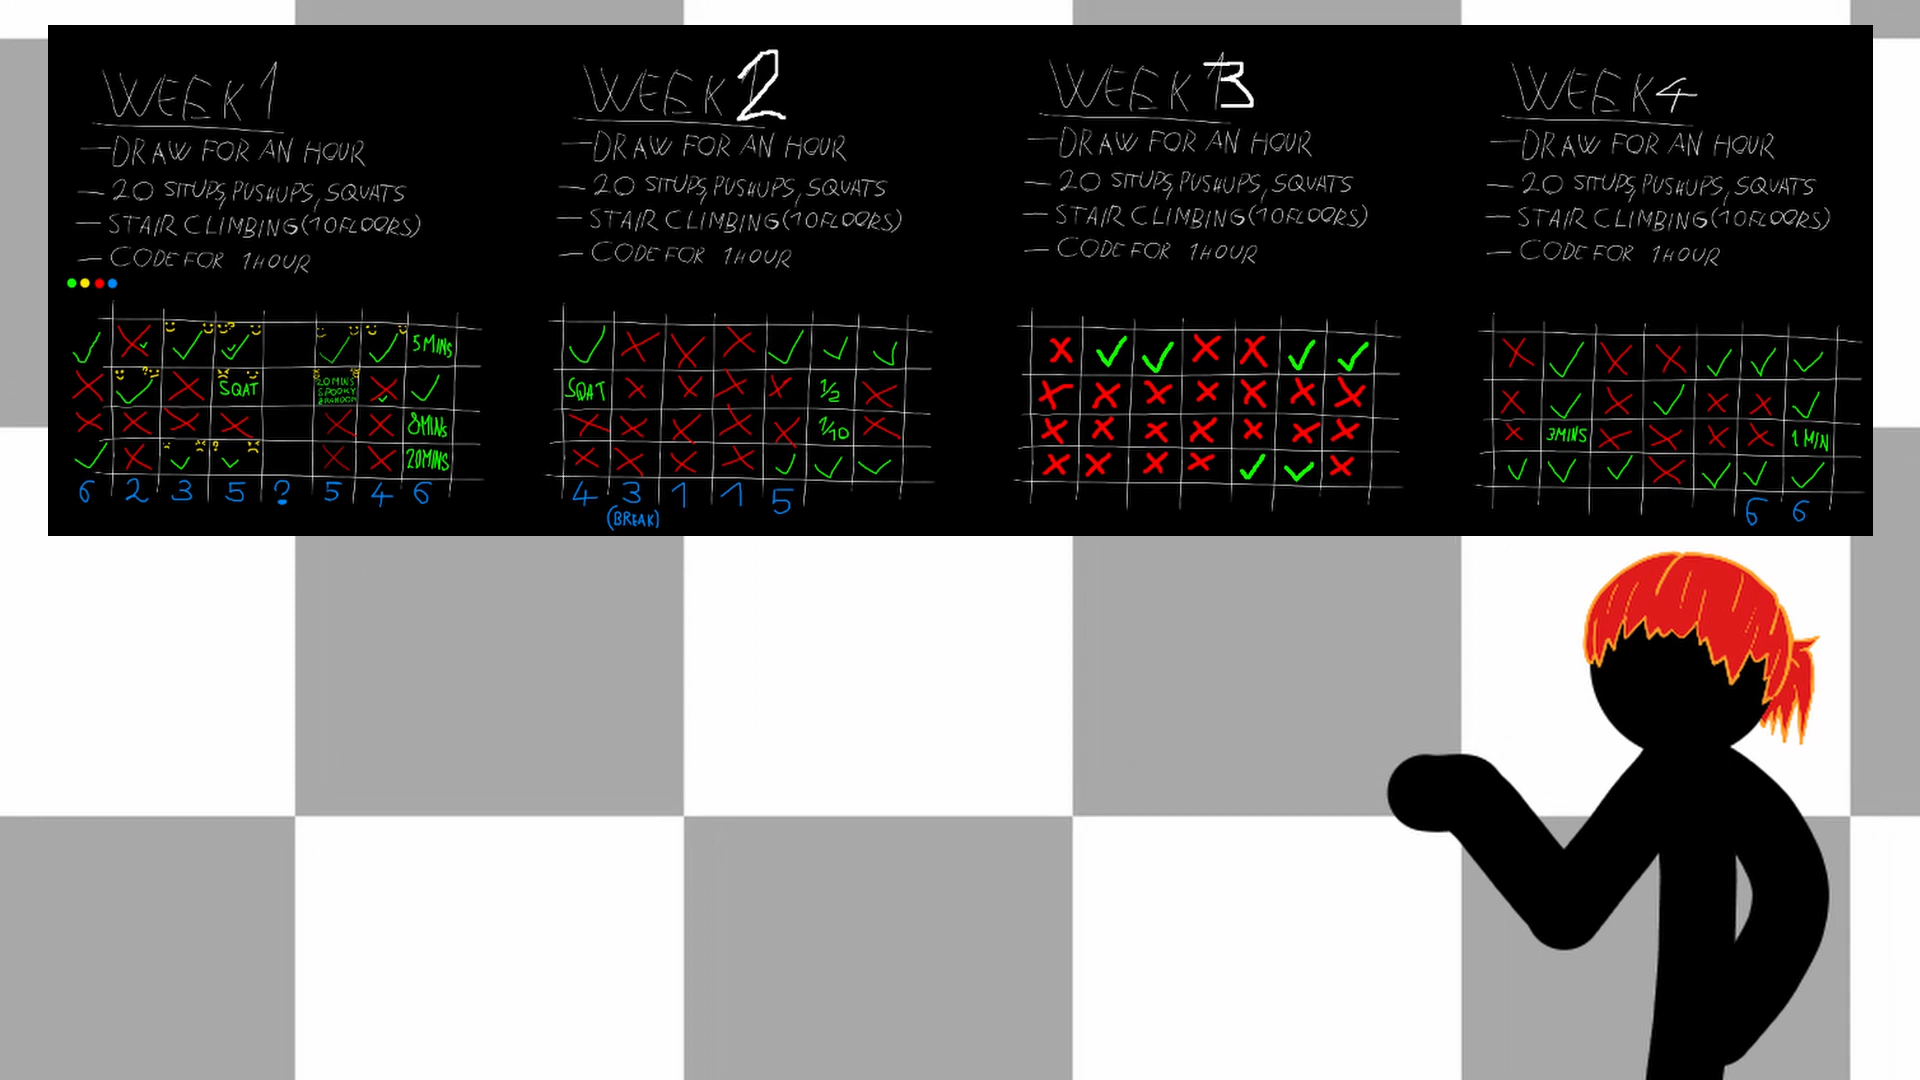 WEEK 1
—DRAW FOR AN HOUR
— 20 SITUPS, PUSHUPS, SQUATS
— STAIR CLIMBING (10 FLOORS)
— CODE FOR 1 HOUR
5 MINS
SQAT
20 MINS
SPOOKY
8 MINS
20 MINS
6 2 3 5 ? 5 4 6
WEEK 2
—DRAW FOR AN HOUR
— 20 SITUPS, PUSHUPS, SQUATS
— STAIR CLIMBING (10 FLOORS)
— CODE FOR 1 HOUR
SQAT 1/2
1/10
4 3 1 1 5
(BREAK)
WEEK 3
—DRAW FOR AN HOUR
— 20 SITUPS, PUSHUPS, SQUATS
— STAIR CLIMBING (10 FLOORS)
— CODE FOR 1 HOUR
WEEK 4
—DRAW FOR AN HOUR
— 20 SITUPS, PUSHUPS, SQUATS
— STAIR CLIMBING (10 FLOORS)
— CODE FOR 1 HOUR
3 MINS 1 MIN
6 6